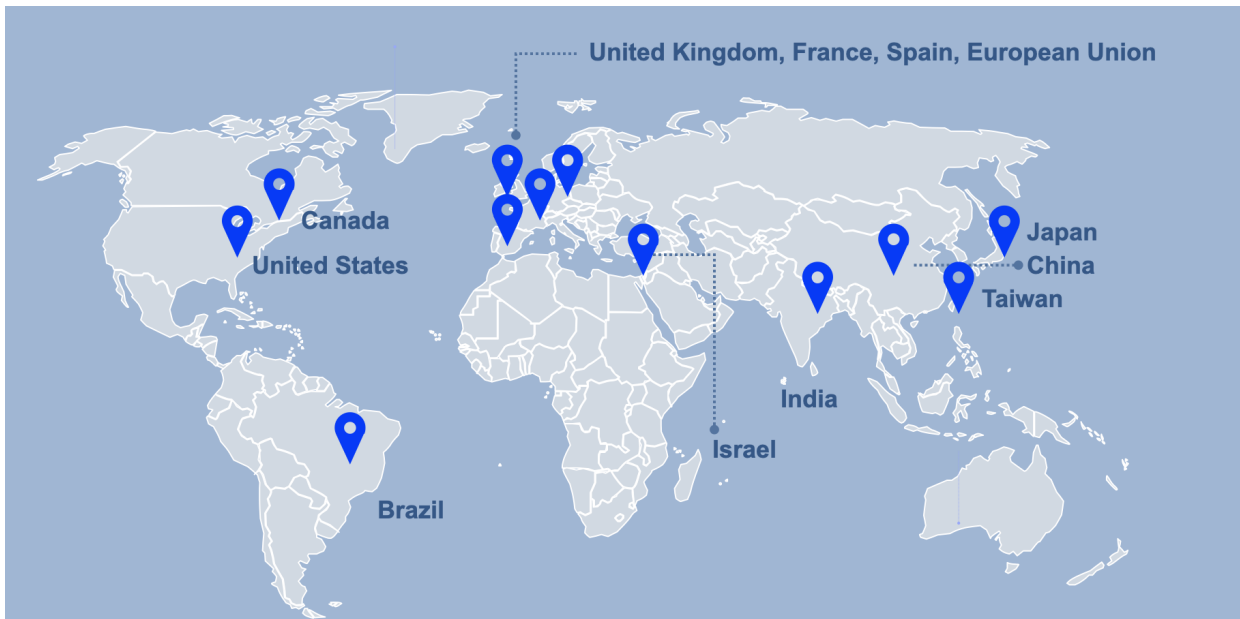 United Kingdom, France, Spain, European Union
Canada
United States
Japan
China
Taiwan
India
Israel
Brazil